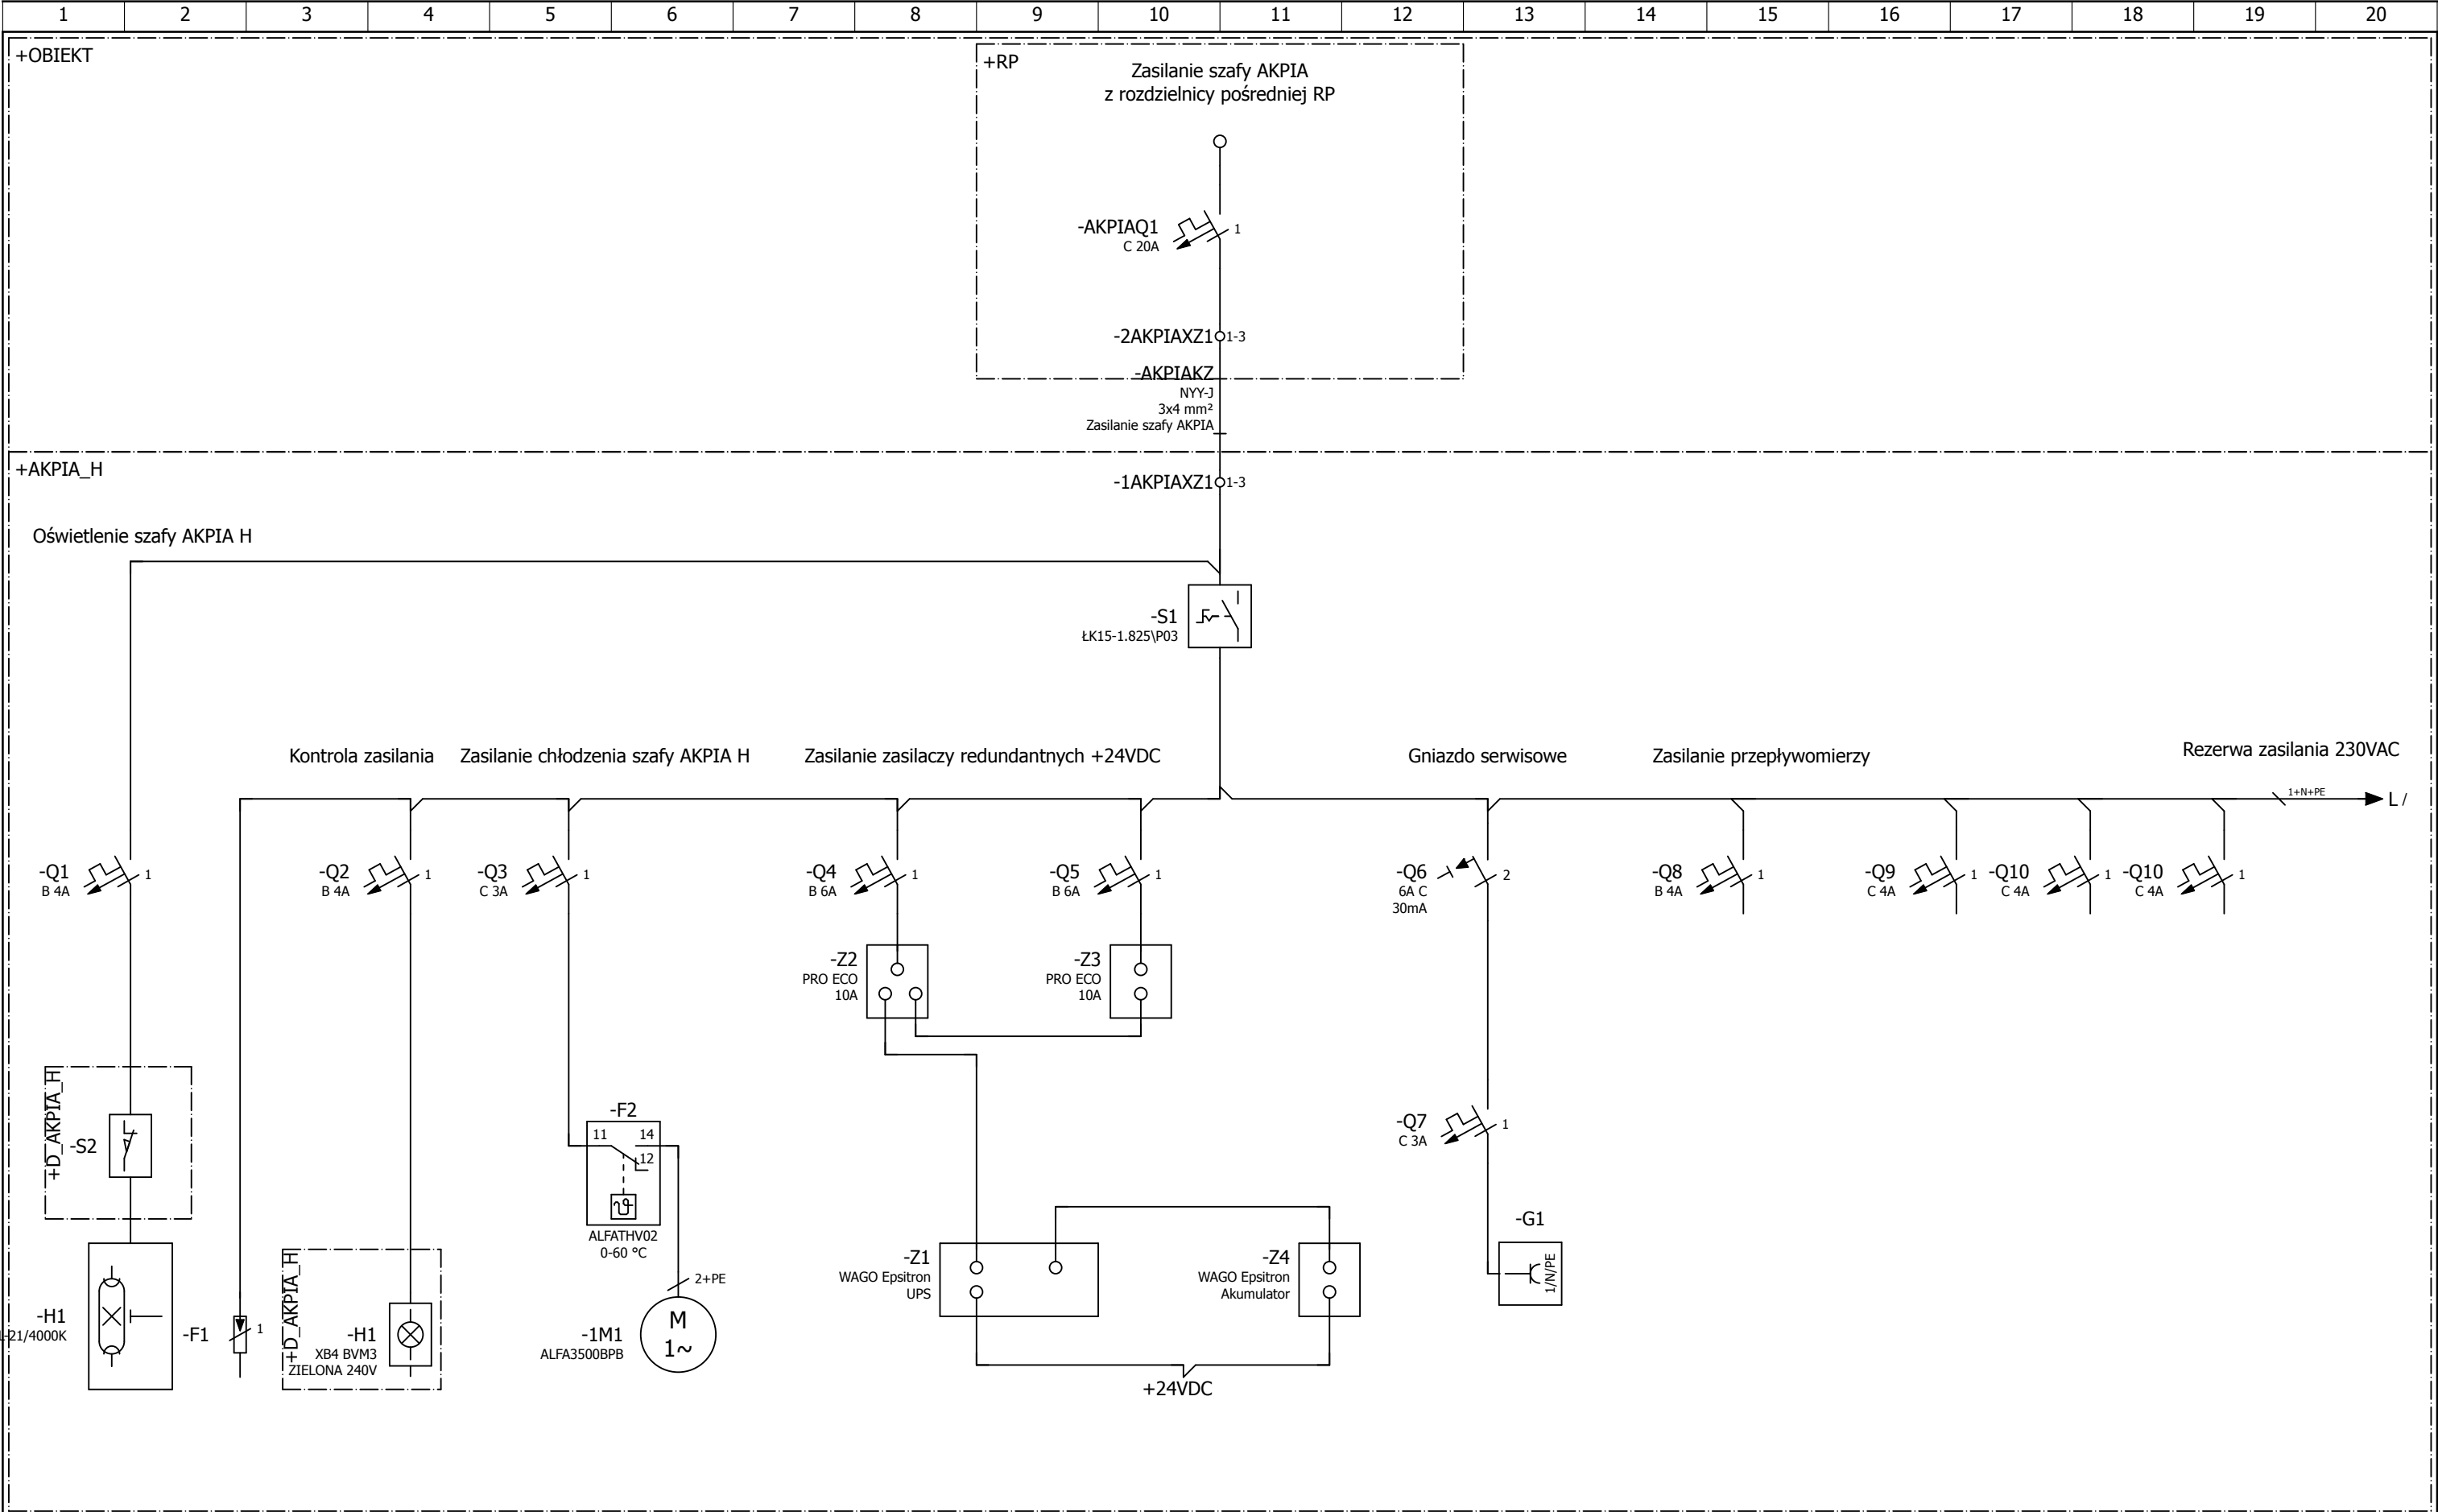 1 2 3 4 5 6 7 8 9 10 11 12 13 14 15 16 17 18 19 20
+OBIEKT
+RP
Zasilanie szafy AKPIA
z rozdzielnicy pośredniej RP
-AKPIAQ1
C 20A
1
-2AKPIAXZ1
1-3
-AKPIAKZ
NYY-J
3x4 mm²
Zasilanie szafy AKPIA
+AKPIA_H
-1AKPIAXZ1
1-3
Oświetlenie szafy AKPIA H
-S1
ŁK15-1.825\P03
Kontrola zasilania
Zasilanie chłodzenia szafy AKPIA H
Zasilanie zasilaczy redundantnych +24VDC
Gniazdo serwisowe
Zasilanie przepływomierzy
Rezerwa zasilania 230VAC
1+N+PE
L /
-Q1
B 4A
1
-Q2
B 4A
1
-Q3
C 3A
1
-Q4
B 6A
1
-Q5
B 6A
1
-Q6
6A C
30mA
2
-Q8
B 4A
1
-Q9
C 4A
1
-Q10
C 4A
1
-Q10
C 4A
1
-Z2
PRO ECO
10A
-Z3
PRO ECO
10A
+D_AKPIA_H
-S2
-F2
11
14
12
ALFATHV02
0-60 °C
-Q7
C 3A
1
-H1
-21/4000K
-F1
1
+D_AKPIA_H
-H1
XB4 BVM3
ZIELONA 240V
2+PE
-1M1
ALFA3500BPB
M
1~
-Z1
WAGO Epsitron
UPS
-Z4
WAGO Epsitron
Akumulator
+24VDC
-G1
1/N/PE